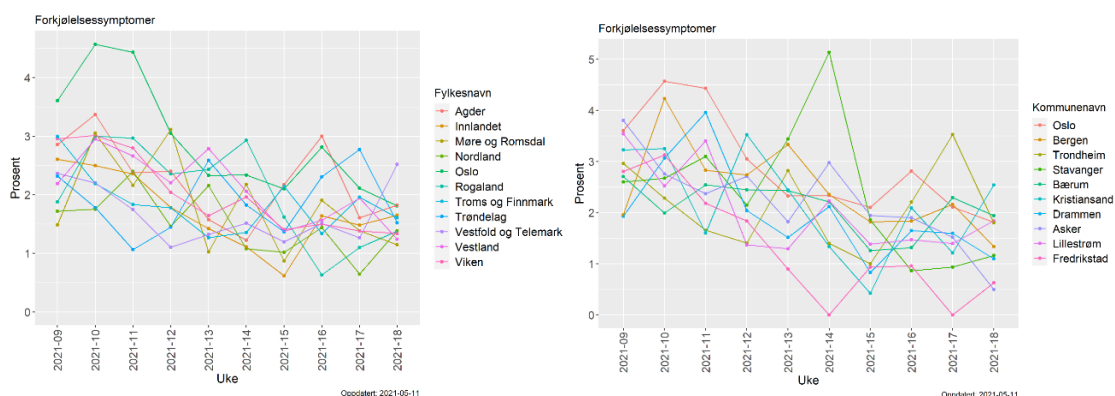 Forkjølelsessymptomer
Prosent
4
3
2
1
0
2021-09
2021-10
2021-11
2021-12
2021-13
2021-14
2021-15
2021-16
2021-17
2021-18
Uke
Oppdatert: 2021-05-11
Fylkesnavn
Agder
Innlandet
Møre og Romsdal
Nordland
Oslo
Rogaland
Troms og Finnmark
Trøndelag
Vestfold og Telemark
Vestland
Viken
Forkjølelsessymptomer
Prosent
5
4
3
2
1
0
2021-09
2021-10
2021-11
2021-12
2021-13
2021-14
2021-15
2021-16
2021-17
2021-18
Uke
Oppdatert: 2021-05-11
Kommunenavn
Oslo
Bergen
Trondheim
Stavanger
Bærum
Kristiansand
Drammen
Asker
Lillestrøm
Fredrikstad